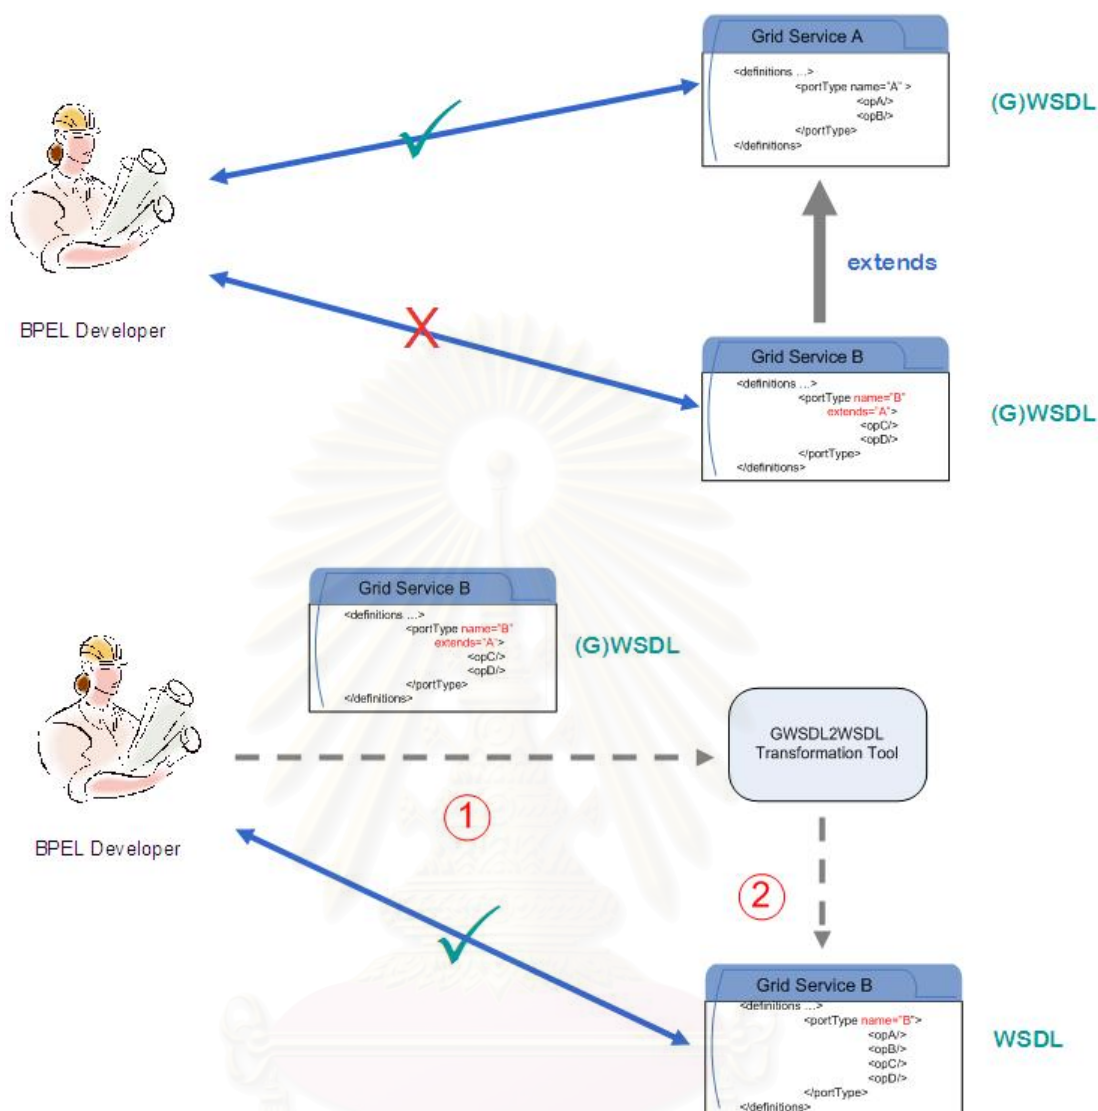 Grid Service A
<definitions ...>
<portType name="A" >
<opA/>
<opB/>
</portType>
</definitions>
(G)WSDL
extends
BPEL Developer
X
Grid Service B
<definitions ...>
<portType name="B"
extends="A">
<opC/>
<opD/>
</portType>
</definitions>
(G)WSDL
Grid Service B
<definitions ...>
<portType name="B"
extends="A">
<opC/>
<opD/>
</portType>
</definitions>
(G)WSDL
GWSDL2WSDL
Transformation Tool
1
BPEL Developer
2
Grid Service B
<definitions ...>
<portType name="B">
<opA/>
<opB/>
<opC/>
<opD/>
</portType>
</definitions>
WSDL